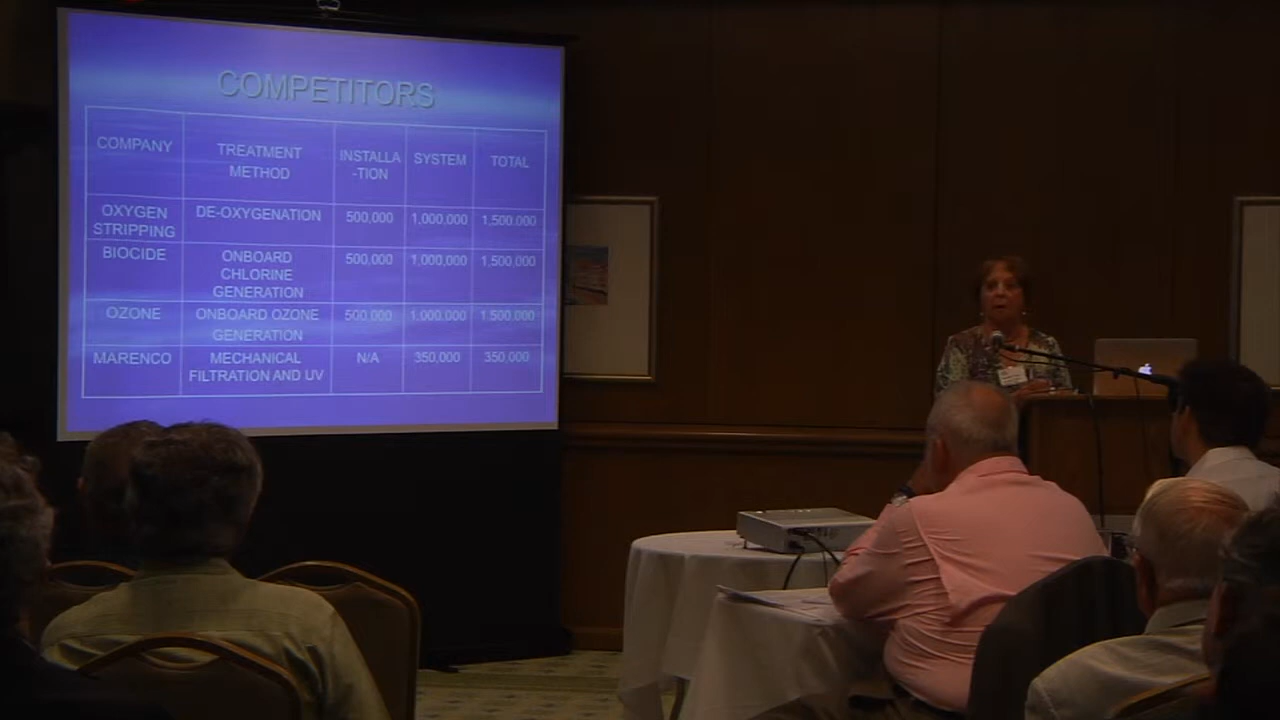 COMPETITORS
COMPANY TREATMENT METHOD INSTALLA-TION SYSTEM TOTAL
OXYGEN STRIPPING DE-OXYGENATION 500,000 1,000,000 1,500,000
BIOCIDE ONBOARD CHLORINE GENERATION 500,000 1,000,000 1,500,000
OZONE ONBOARD OZONE GENERATION 500,000 1,000,000 1,500,000
MARENCO MECHANICAL FILTRATION AND UV N/A 350,000 350,000